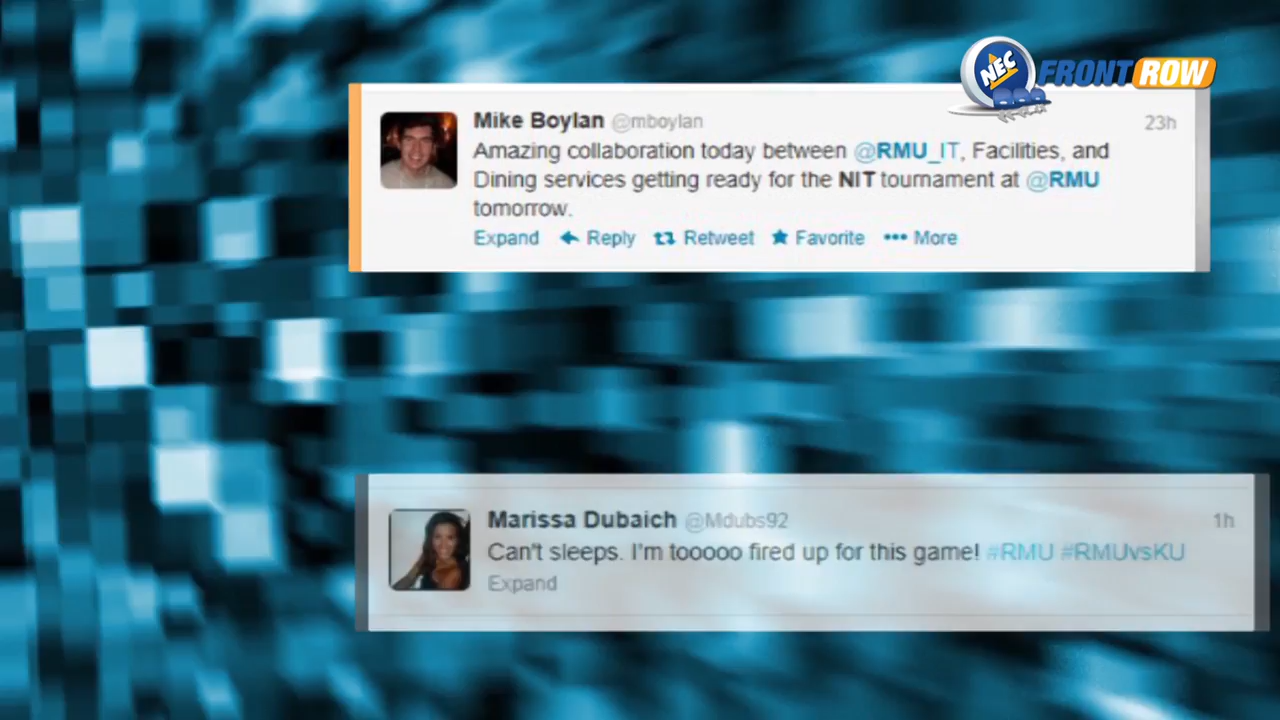 NEC FRONT ROW
Mike Boylan @mboylan 23h
Amazing collaboration today between @RMU_IT, Facilities, and
Dining services getting ready for the NIT tournament at @RMU
tomorrow.
Expand Reply Retweet Favorite ••• More
Marissa Dubaich @Mdubs92 1h
Can't sleeps. I'm tooooo fired up for this game! #RMU #RMUvsKU
Expand